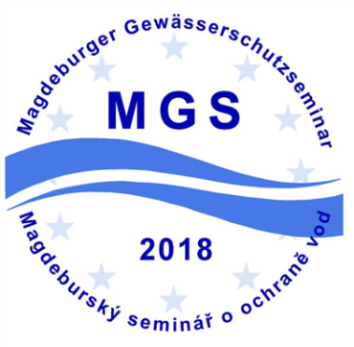 Magdeburger Gewässerschutzseminar
MGS
2018
Magdeburský seminář o ochraně vod